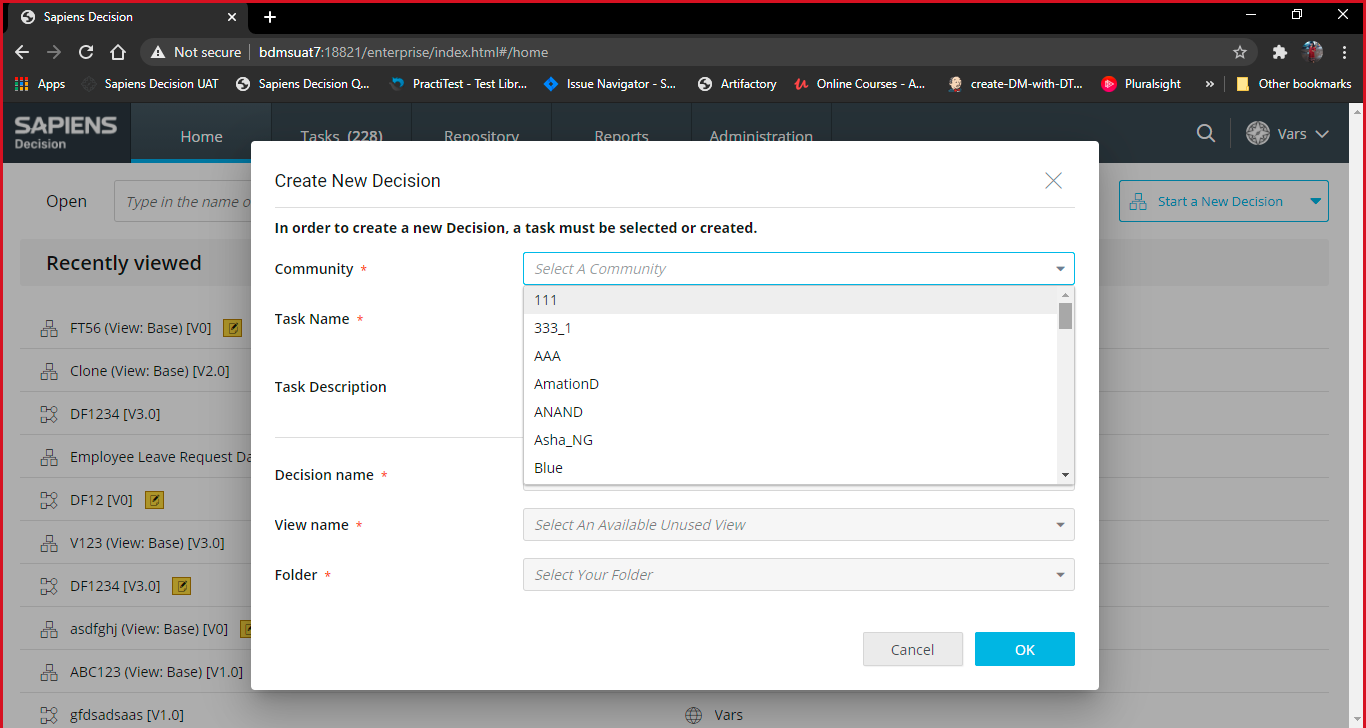 Sapiens Decision
Not secure bdmsuat7:18821/enterprise/index.html#/home
Apps Sapiens Decision UAT Sapiens Decision Q... PractiTest - Test Libr... Issue Navigator - S... Artifactory Online Courses - A... create-DM-with-DT... Pluralsight » Other bookmarks
SAPIENS
Decision
Home Tasks (228) Repository Reports Administration Vars
Create New Decision
Open Type in the name o Start a New Decision
In order to create a new Decision, a task must be selected or created.
Recently viewed
Community * Select A Community
111
Task Name *
FT56 (View: Base) [V0] 333_1
AAA
Clone (View: Base) [V2.0]
Task Description AmationD
DF1234 [V3.0] ANAND
Asha_NG
Employee Leave Request Da
Blue
Decision name *
DF12 [V0]
View name * Select An Available Unused View
V123 (View: Base) [V3.0]
Folder * Select Your Folder
DF1234 [V3.0]
asdfghj (View: Base) [V0]
Cancel OK
ABC123 (View: Base) [V1.0]
gfdsadsaas [V1.0] Vars